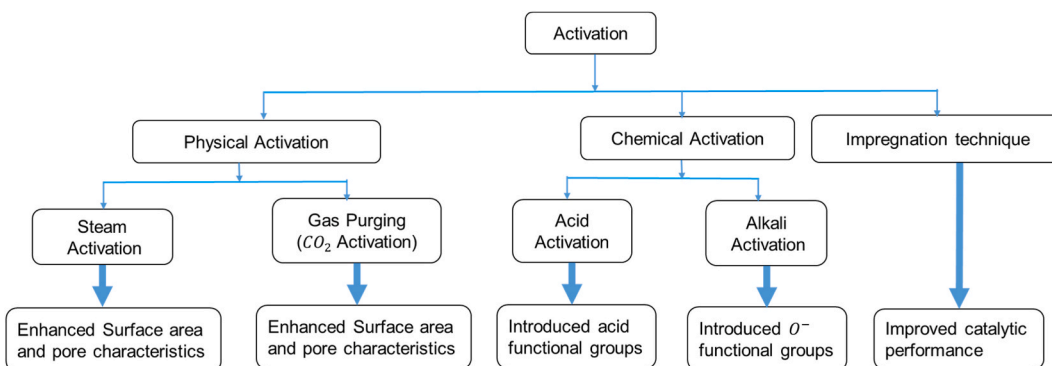 Activation
Physical Activation
Chemical Activation
Impregnation technique
Steam
Activation
Gas Purging
(𝐶𝑂₂ Activation)
Acid
Activation
Alkali
Activation
Enhanced Surface area
and pore characteristics
Enhanced Surface area
and pore characteristics
Introduced acid
functional groups
Introduced 𝑂⁻
functional groups
Improved catalytic
performance